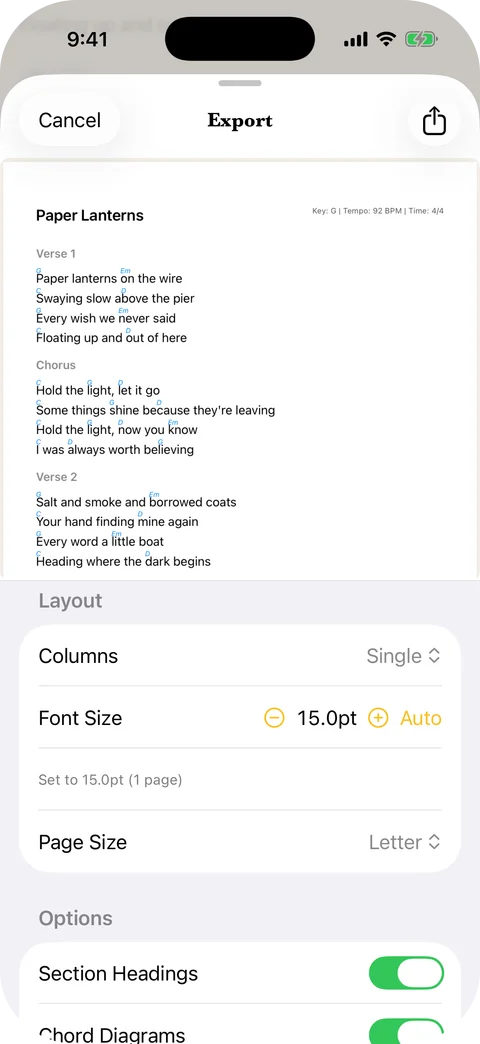 9:41
Cancel
Export
Paper Lanterns
Key: G | Tempo: 92 BPM | Time: 4/4
Verse 1
G Em
Paper lanterns on the wire
C D
Swaying slow above the pier
G Em
Every wish we never said
C D
Floating up and out of here
Chorus
C G D
Hold the light, let it go
C G D
Some things shine because they're leaving
C G D Em
Hold the light, now you know
C D G
I was always worth believing
Verse 2
G Em
Salt and smoke and borrowed coats
C D
Your hand finding mine again
G Em
Every word a little boat
C D
Heading where the dark begins
Layout
Columns
Single
Font Size
15.0pt
Auto
Set to 15.0pt (1 page)
Page Size
Letter
Options
Section Headings
Chord Diagrams